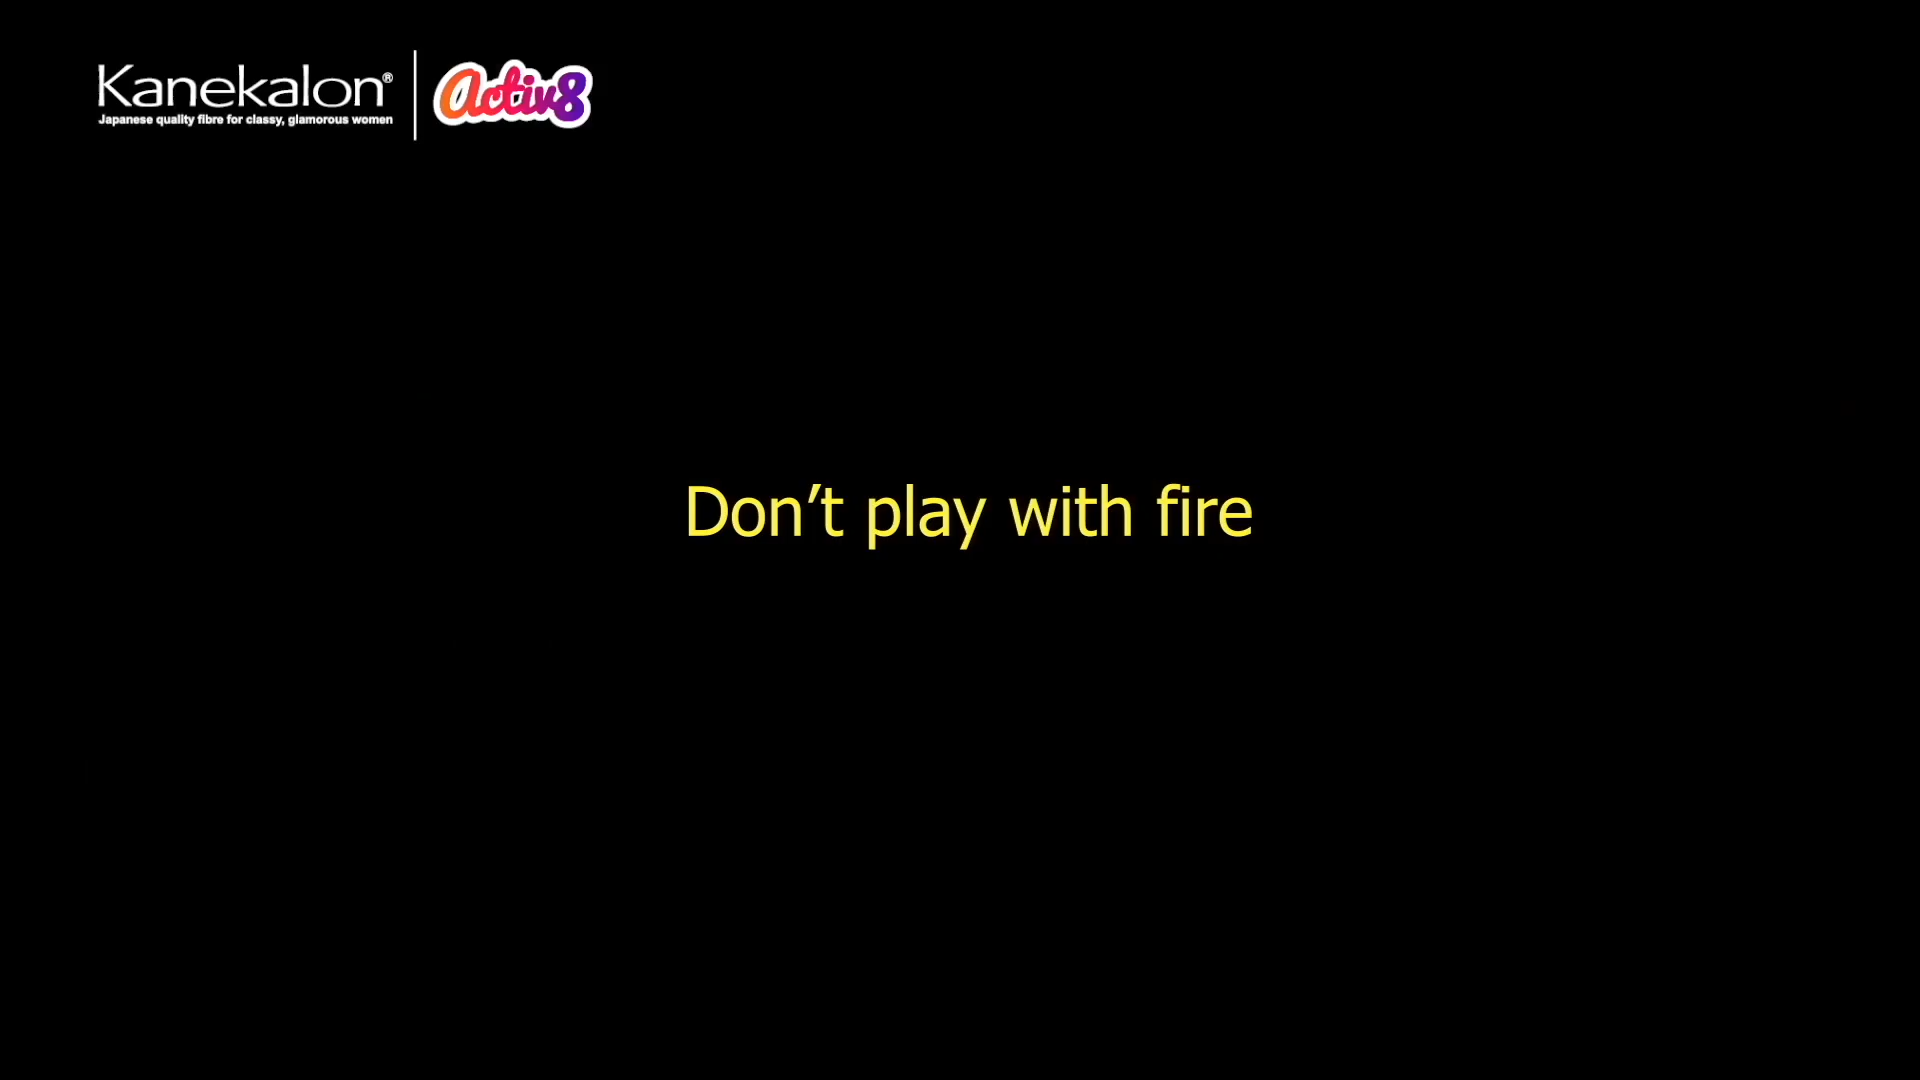 Kanekalon®
Japanese quality fibre for classy, glamorous women
Activ8
Don’t play with fire